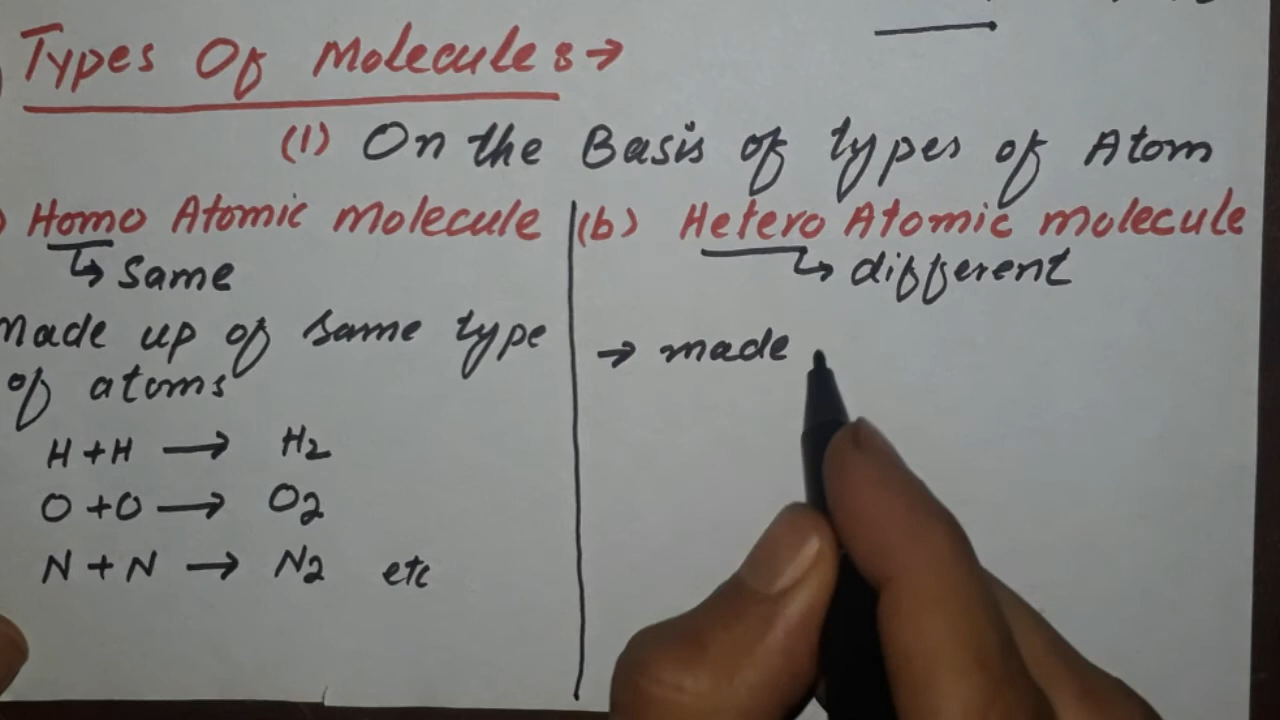 Types Of Molecules →
(1) On the Basis of types of Atom
) Homo Atomic Molecule
↳ Same
Made up of same type
of atoms
H + H → H2
O + O → O2
N + N → N2 etc
(b) Hetero Atomic molecule
↳ different
→ made